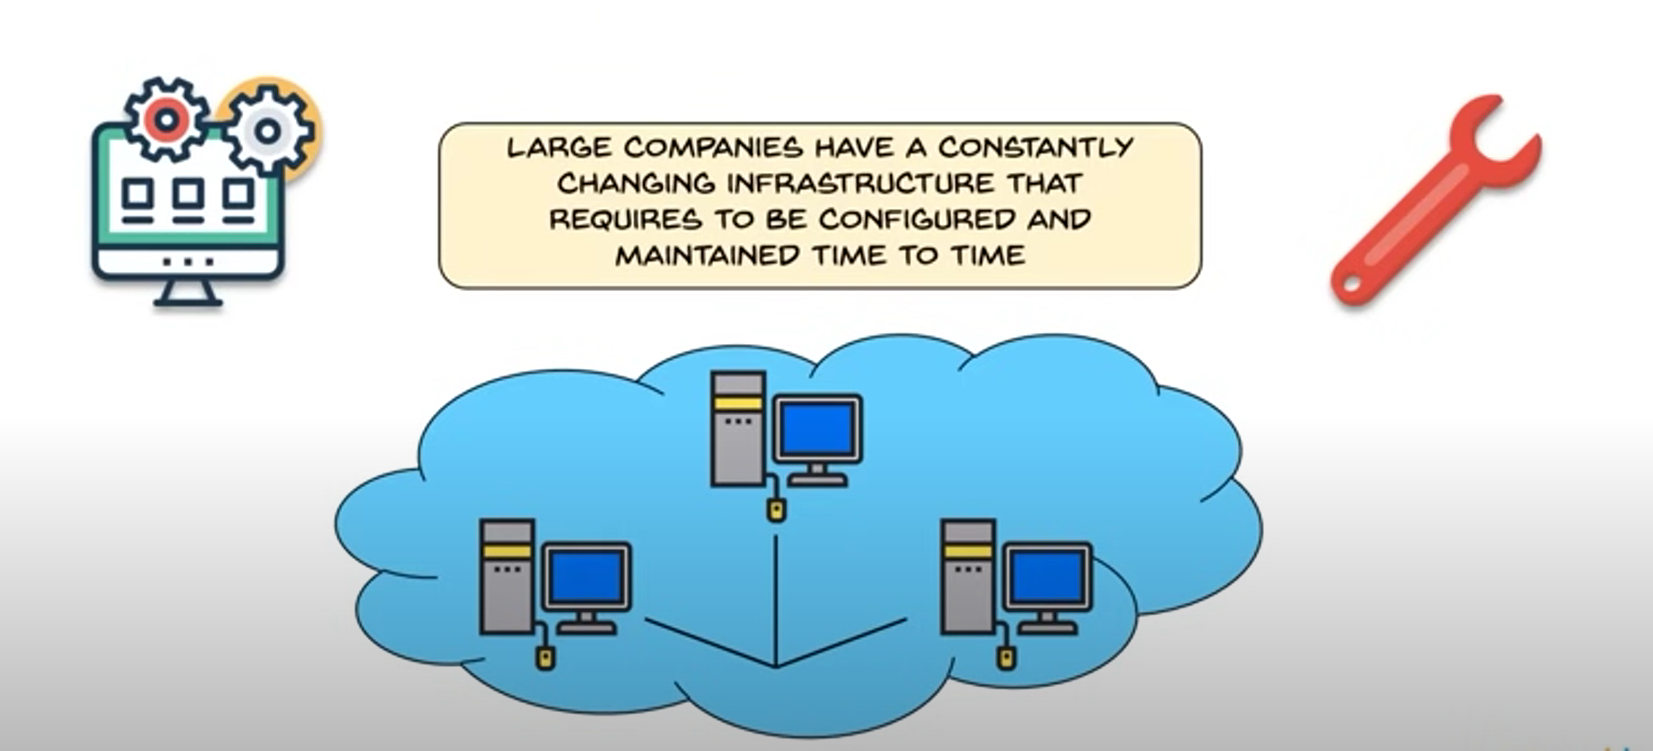 LARGE COMPANIES HAVE A CONSTANTLY
CHANGING INFRASTRUCTURE THAT
REQUIRES TO BE CONFIGURED AND
MAINTAINED TIME TO TIME